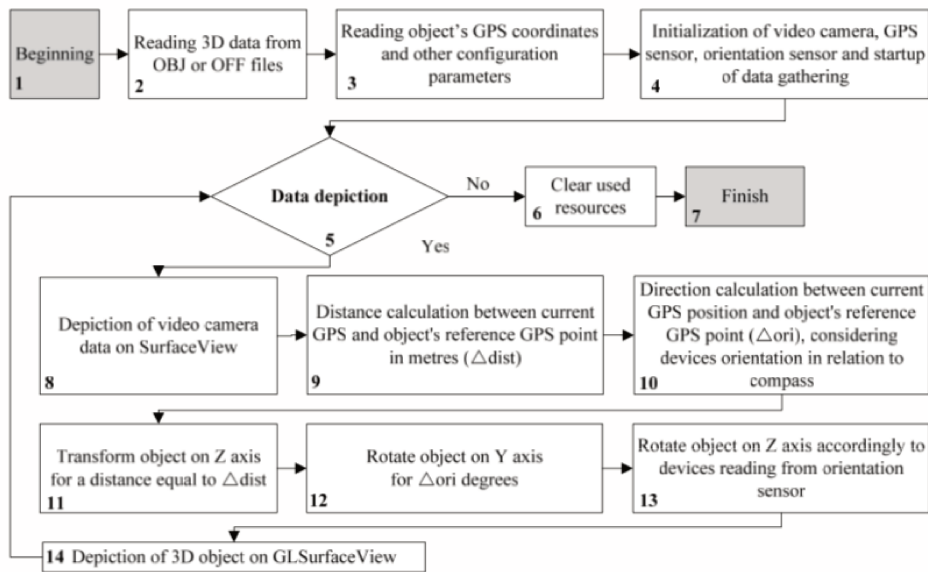 Beginning
1
Reading 3D data from
OBJ or OFF files
2
Reading object's GPS coordinates
and other configuration
parameters
3
Initialization of video camera, GPS
sensor, orientation sensor and startup
of data gathering
4
Data depiction
5
No
Clear used
resources
6
Finish
7
Yes
Depiction of video camera
data on SurfaceView
8
Distance calculation between current
GPS and object's reference GPS point
in metres (△dist)
9
Direction calculation between current
GPS position and object's reference
GPS point (△ori), considering
devices orientation in relation to
compass
10
Transform object on Z axis
for a distance equal to △dist
11
Rotate object on Y axis
for △ori degrees
12
Rotate object on Z axis accordingly to
devices reading from orientation
sensor
13
14 Depiction of 3D object on GLSurfaceView